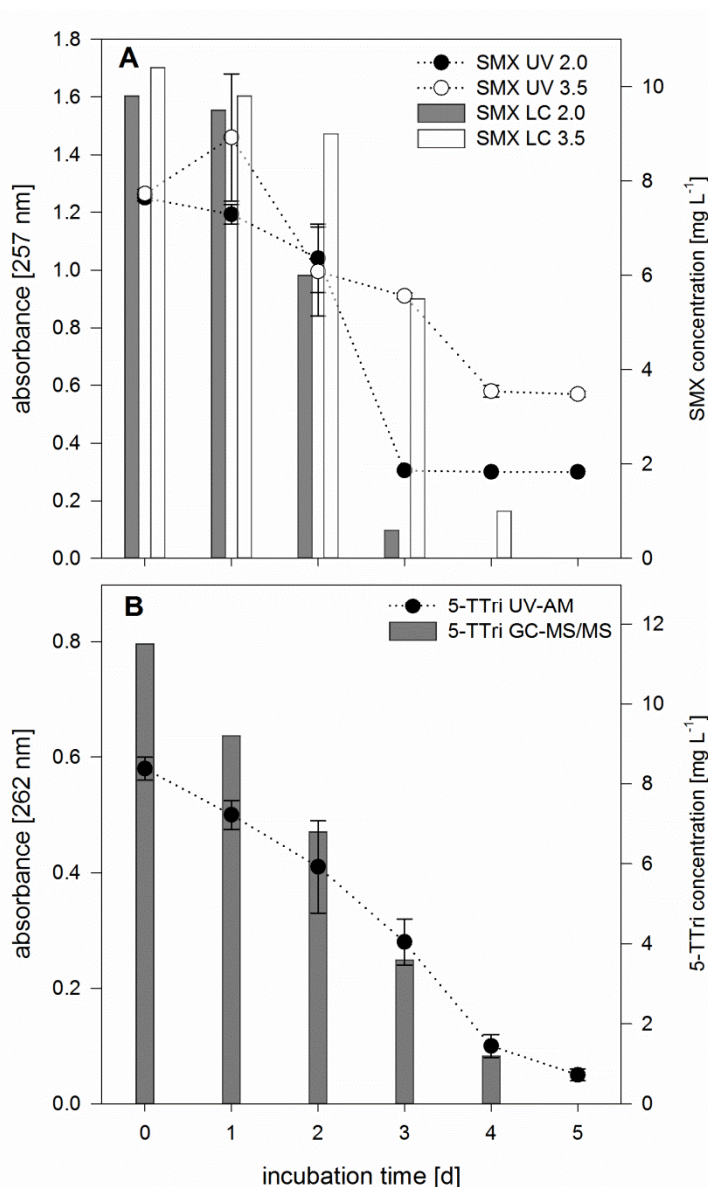 A
SMX UV 2.0
SMX UV 3.5
SMX LC 2.0
SMX LC 3.5
1.8
1.6
1.4
1.2
1.0
0.8
0.6
0.4
0.2
0.0
absorbance [257 nm]
10
8
6
4
2
0
SMX concentration [mg L⁻¹]
B
5-TTri UV-AM
5-TTri GC-MS/MS
0.8
0.6
0.4
0.2
0.0
absorbance [262 nm]
12
10
8
6
4
2
0
5-TTri concentration [mg L⁻¹]
0 1 2 3 4 5
incubation time [d]